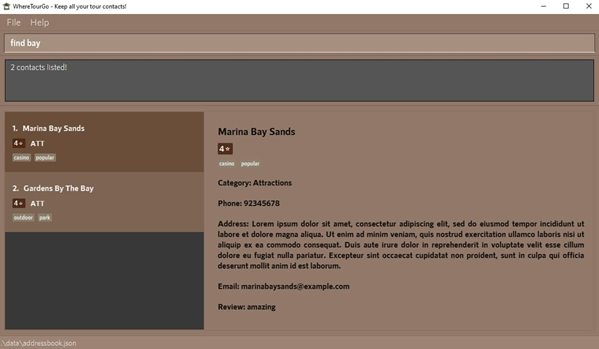 WhereTourGo - Keep all your tour contacts!
File Help
find bay
2 contacts listed!
1. Marina Bay Sands
4★ ATT
casino popular
2. Gardens By The Bay
4★ ATT
outdoor park
Marina Bay Sands
4★
casino popular
Category: Attractions
Phone: 92345678
Address: Lorem ipsum dolor sit amet, consectetur adipiscing elit, sed do eiusmod tempor incididunt ut
labore et dolore magna aliqua. Ut enim ad minim veniam, quis nostrud exercitation ullamco laboris nisi ut
aliquip ex ea commodo consequat. Duis aute irure dolor in reprehenderit in voluptate velit esse cillum
dolore eu fugiat nulla pariatur. Excepteur sint occaecat cupidatat non proident, sunt in culpa qui officia
deserunt mollit anim id est laborum.
Email: marinabaysands@example.com
Review: amazing
\data\addressbook.json